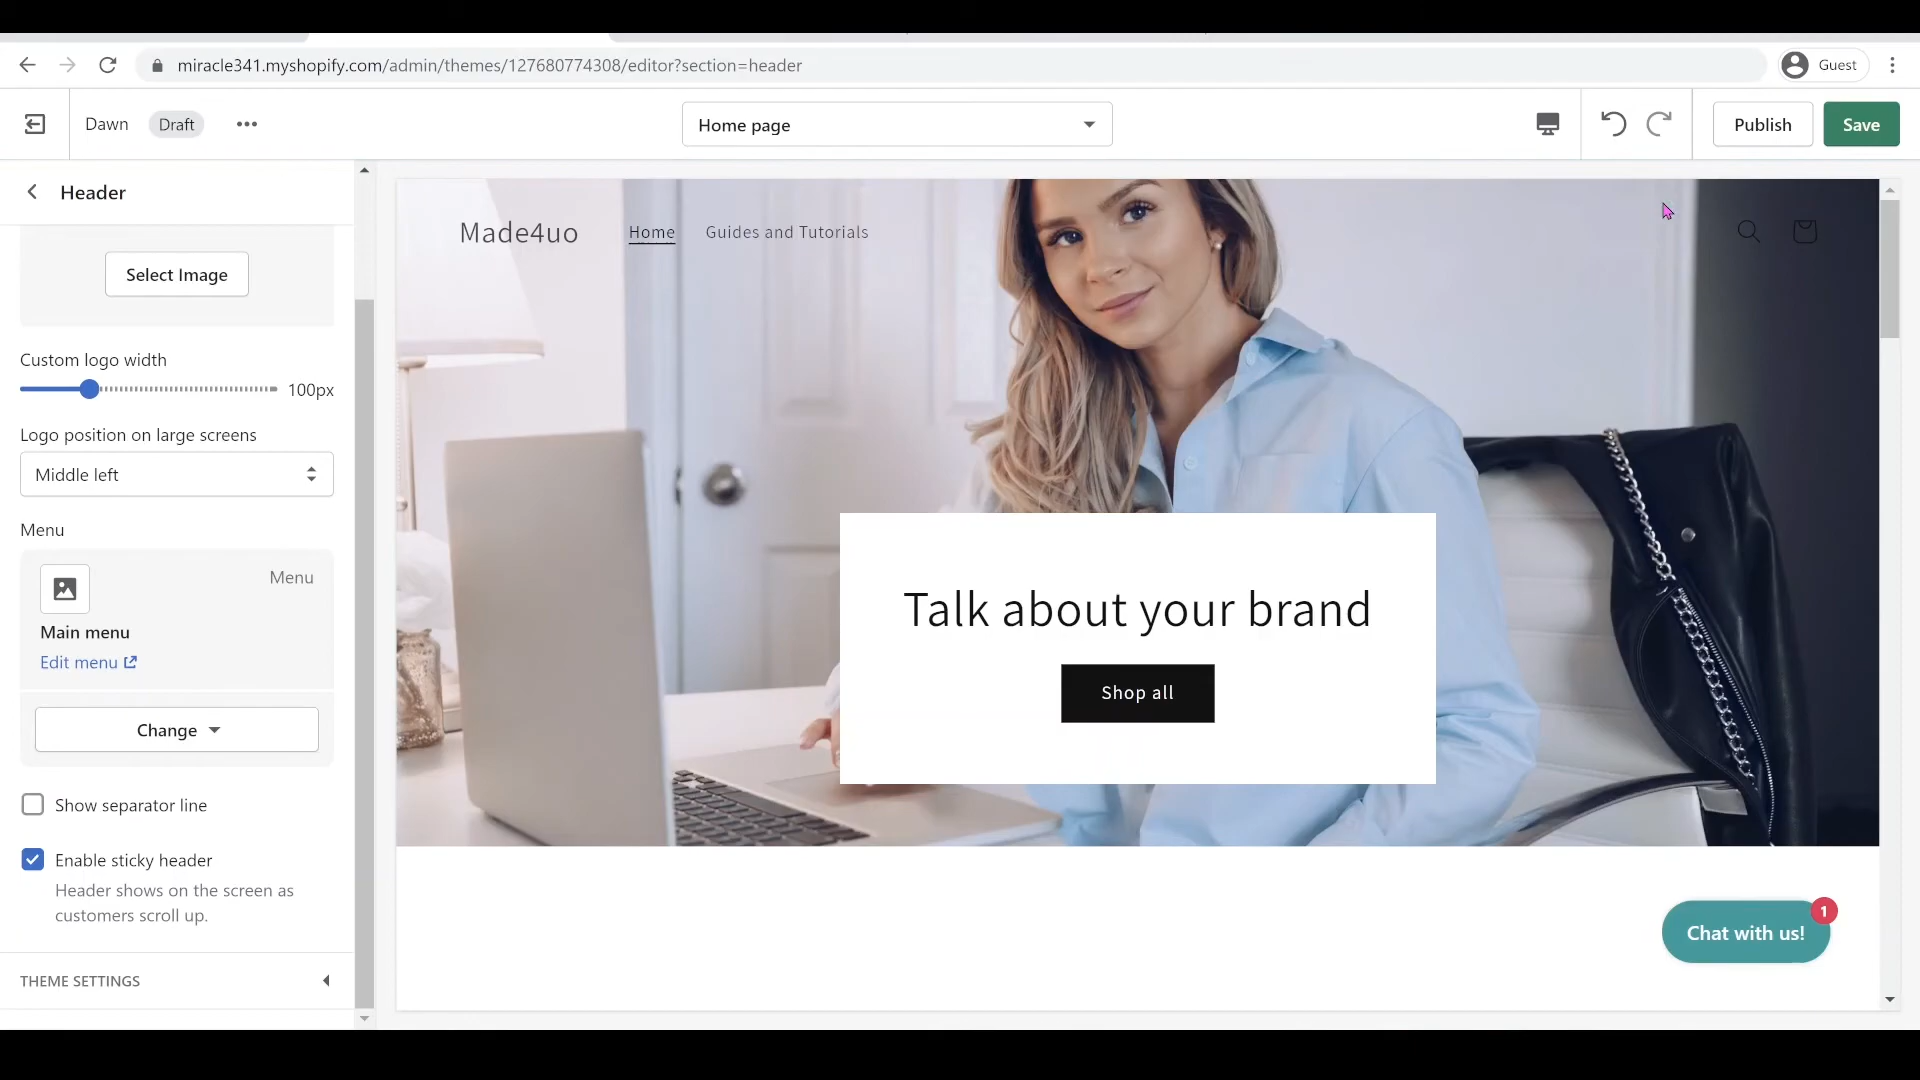 miracle341.myshopify.com/admin/themes/127680774308/editor?section=header
Guest
Dawn
Draft
Home page
Publish
Save
Header
Select Image
Custom logo width
100px
Logo position on large screens
Middle left
Menu
Menu
Main menu
Edit menu
Change
Show separator line
Enable sticky header
Header shows on the screen as
customers scroll up.
THEME SETTINGS
Made4uo
Home
Guides and Tutorials
Talk about your brand
Shop all
1
Chat with us!